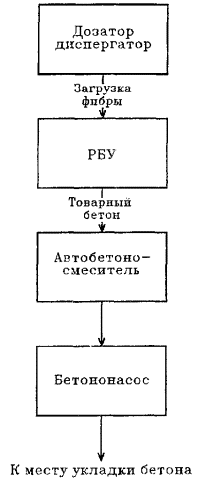 Дозатор
диспергатор
Загрузка
фибры
РБУ
Товарный
бетон
Автобетоно-
смеситель
Бетононасос
К месту укладки бетона